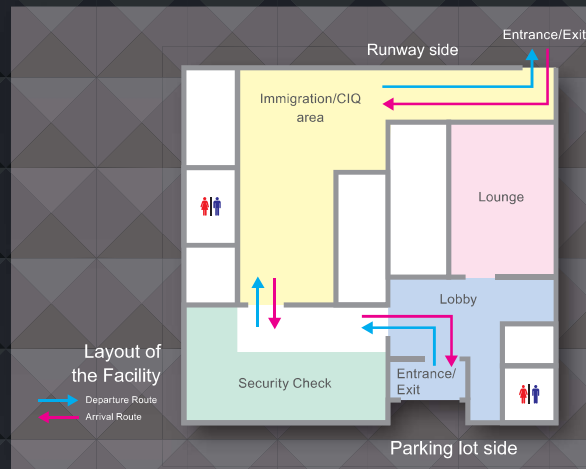 Entrance/Exit
Runway side
Immigration/CIQ
area
Lounge
Lobby
Layout of
the Facility
Departure Route
Arrival Route
Security Check
Entrance/
Exit
Parking lot side